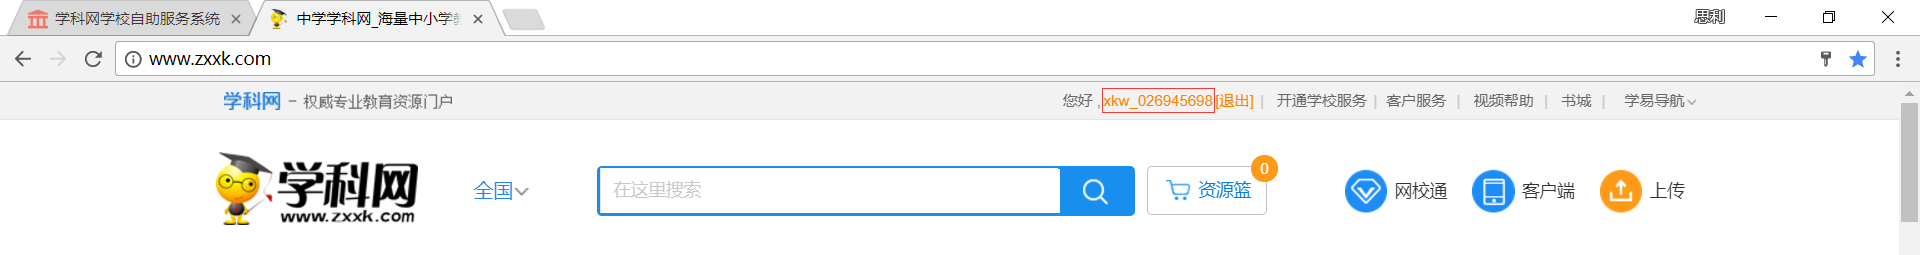 学科网学校自助服务系统 中学学科网_海量中小学教 思利
www.zxxk.com
学科网 - 权威专业教育资源门户 您好 , xkw_026945698 [退出] | 开通学校服务 | 客户服务 | 视频帮助 | 书城 | 学易导航
学科网 www.zxxk.com
全国 在这里搜索 资源篮 0 网校通 客户端 上传